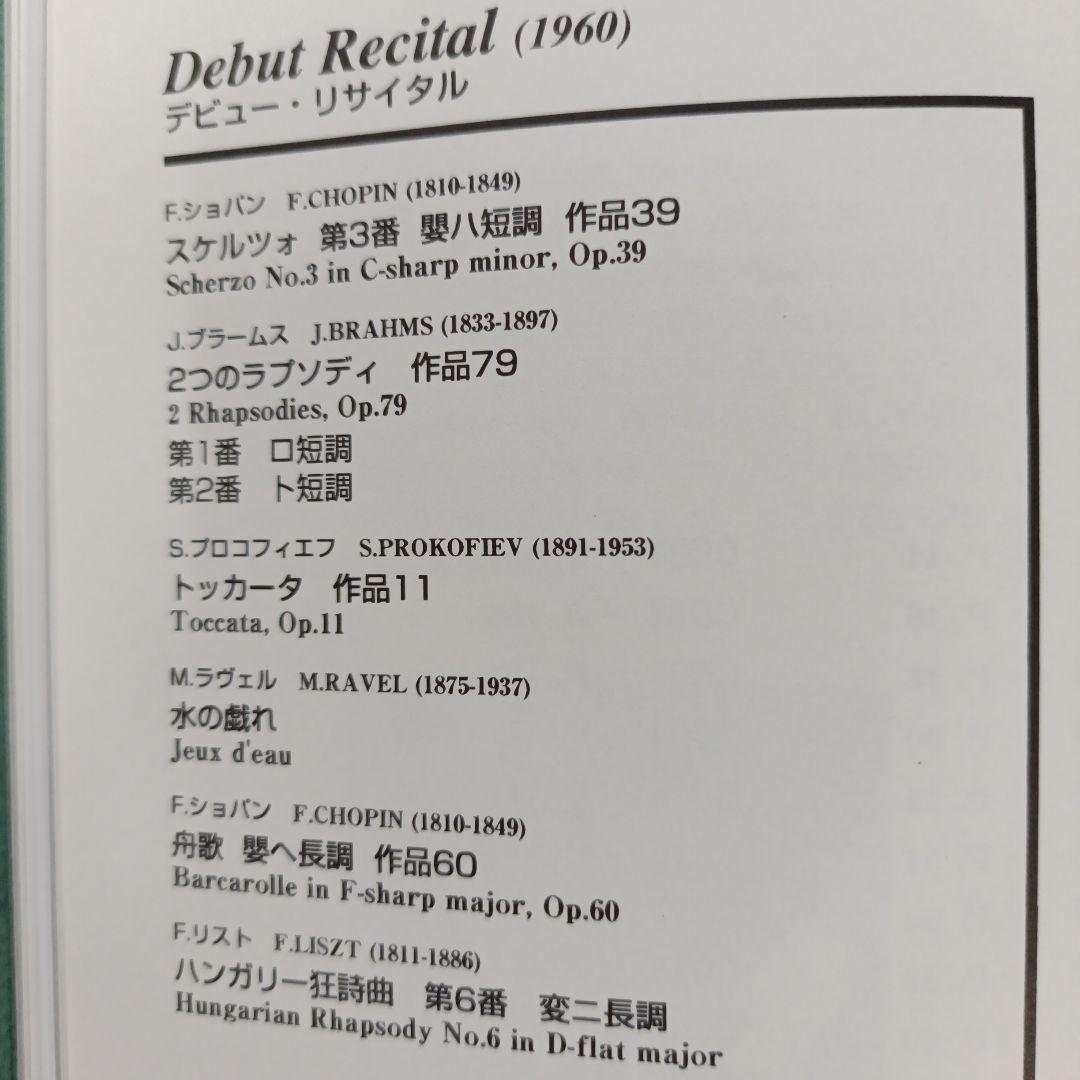 Debut Recital (1960)
デビュー・リサイタル
F.ショパン F.CHOPIN (1810-1849)
スケルツォ 第3番 嬰ハ短調 作品39
Scherzo No.3 in C-sharp minor, Op.39
J.ブラームス J.BRAHMS (1833-1897)
2つのラプソディ 作品79
2 Rhapsodies, Op.79
第1番 ロ短調
第2番 ト短調
S.プロコフィエフ S.PROKOFIEV (1891-1953)
トッカータ 作品11
Toccata, Op.11
M.ラヴェル M.RAVEL (1875-1937)
水の戯れ
Jeux d'eau
F.ショパン F.CHOPIN (1810-1849)
舟歌 嬰ヘ長調 作品60
Barcarolle in F-sharp major, Op.60
F.リスト F.LISZT (1811-1886)
ハンガリー狂詩曲 第6番 変ニ長調
Hungarian Rhapsody No.6 in D-flat major